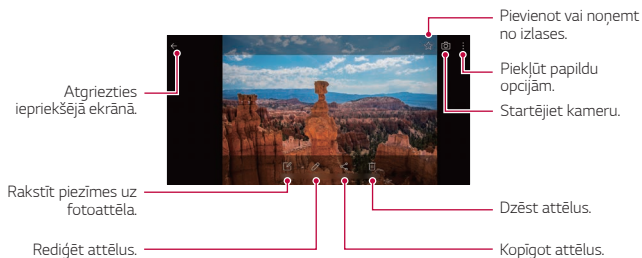 Pievienot vai noņemt
no izlases.
Piekļūt papildu
opcijām.
Atgriezties
iepriekšējā ekrānā.
Startējiet kameru.
Rakstīt piezīmes uz
fotoattēla.
Dzēst attēlus.
Rediģēt attēlus.
Kopīgot attēlus.